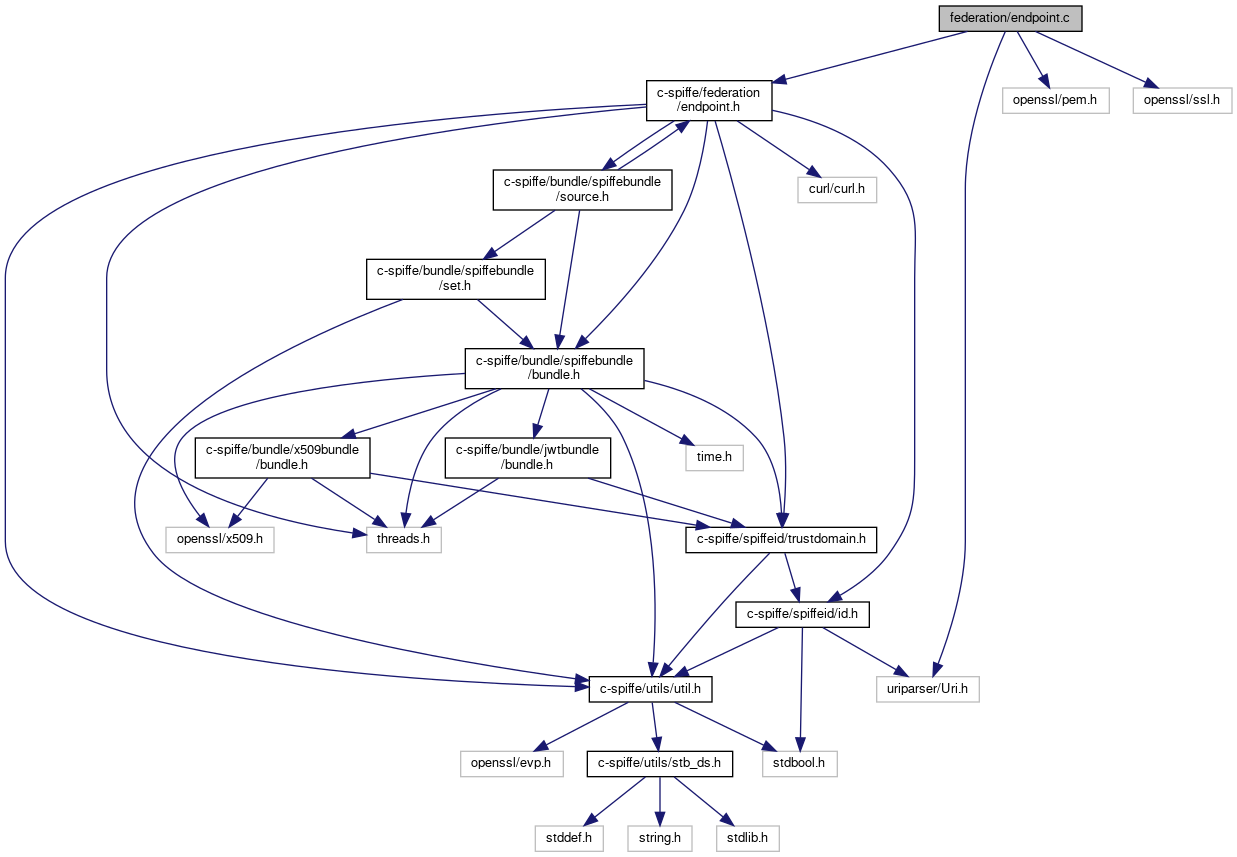 federation/endpoint.c
c-spiffe/federation
/endpoint.h
openssl/pem.h
openssl/ssl.h
c-spiffe/bundle/spiffebundle
/source.h
curl/curl.h
c-spiffe/bundle/spiffebundle
/set.h
c-spiffe/bundle/spiffebundle
/bundle.h
c-spiffe/bundle/x509bundle
/bundle.h
c-spiffe/bundle/jwtbundle
/bundle.h
time.h
openssl/x509.h
threads.h
c-spiffe/spiffeid/trustdomain.h
c-spiffe/spiffeid/id.h
c-spiffe/utils/util.h
uriparser/Uri.h
openssl/evp.h
c-spiffe/utils/stb_ds.h
stdbool.h
stddef.h
string.h
stdlib.h